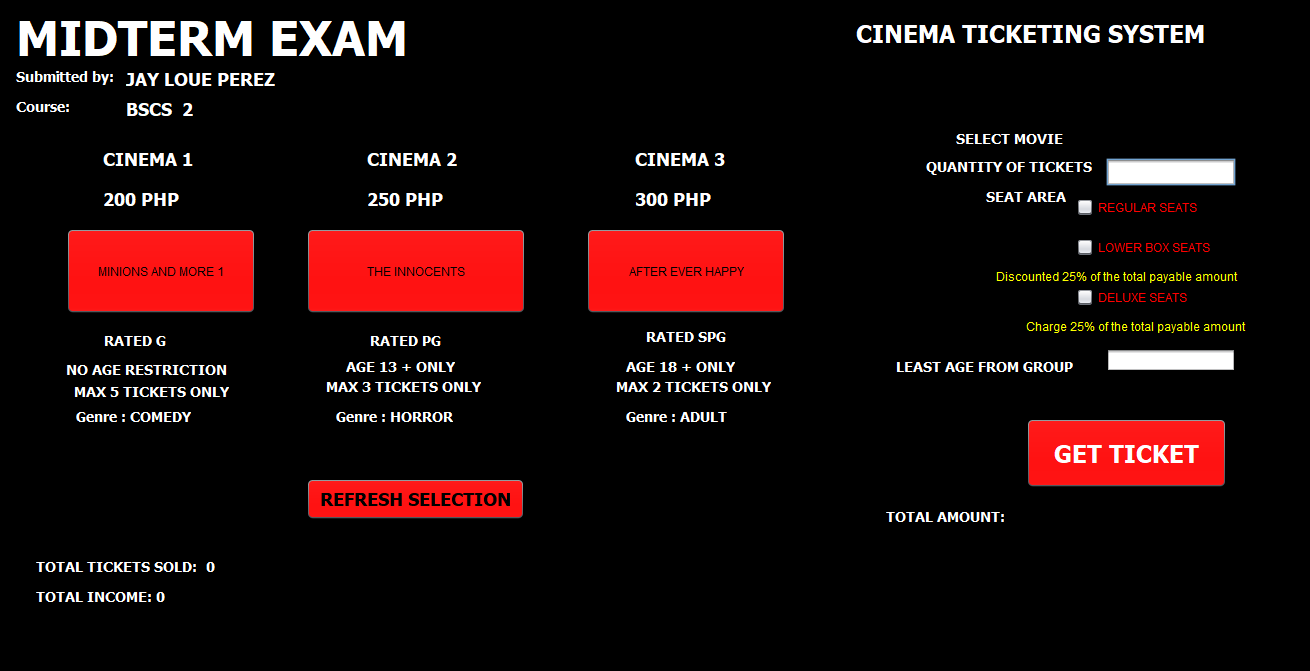 MIDTERM EXAM
CINEMA TICKETING SYSTEM
Submitted by: JAY LOUE PEREZ
Course: BSCS 2
CINEMA 1
200 PHP
MINIONS AND MORE 1
RATED G
NO AGE RESTRICTION
MAX 5 TICKETS ONLY
Genre : COMEDY
CINEMA 2
250 PHP
THE INNOCENTS
RATED PG
AGE 13 + ONLY
MAX 3 TICKETS ONLY
Genre : HORROR
CINEMA 3
300 PHP
AFTER EVER HAPPY
RATED SPG
AGE 18 + ONLY
MAX 2 TICKETS ONLY
Genre : ADULT
REFRESH SELECTION
TOTAL TICKETS SOLD: 0
TOTAL INCOME: 0
SELECT MOVIE
QUANTITY OF TICKETS
SEAT AREA
REGULAR SEATS
LOWER BOX SEATS
Discounted 25% of the total payable amount
DELUXE SEATS
Charge 25% of the total payable amount
LEAST AGE FROM GROUP
GET TICKET
TOTAL AMOUNT: